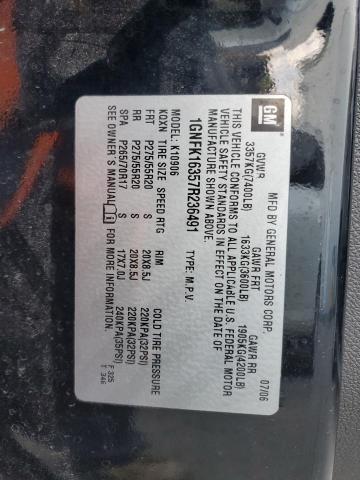 GM
MFD BY GENERAL MOTORS CORP
07/06
GVWR
GAWR FRT
GAWR RR
3357KG(7400LB)
1633KG(3600LB)
1905KG(4200LB)
THIS VEHICLE CONFORMS TO ALL APPLICABLE U.S. FEDERAL MOTOR
VEHICLE SAFETY STANDARDS IN EFFECT ON THE DATE OF
MANUFACTURE SHOWN ABOVE.
1GNFK16357R236491
TYPE: M.P.V.
MODEL: K10906
KOXN TIRE SIZE SPEED RTG RIM COLD TIRE PRESSURE
FRT P275/55R20 S 20X8.5J 220KPA(32PSI)
RR P275/55R20 S 20X8.5J 220KPA(32PSI)
SPA P265/70R17 S 17X7.0J 240KPA(35PSI)
SEE OWNER'S MANUAL FOR MORE INFORMATION.
F 325
T 346